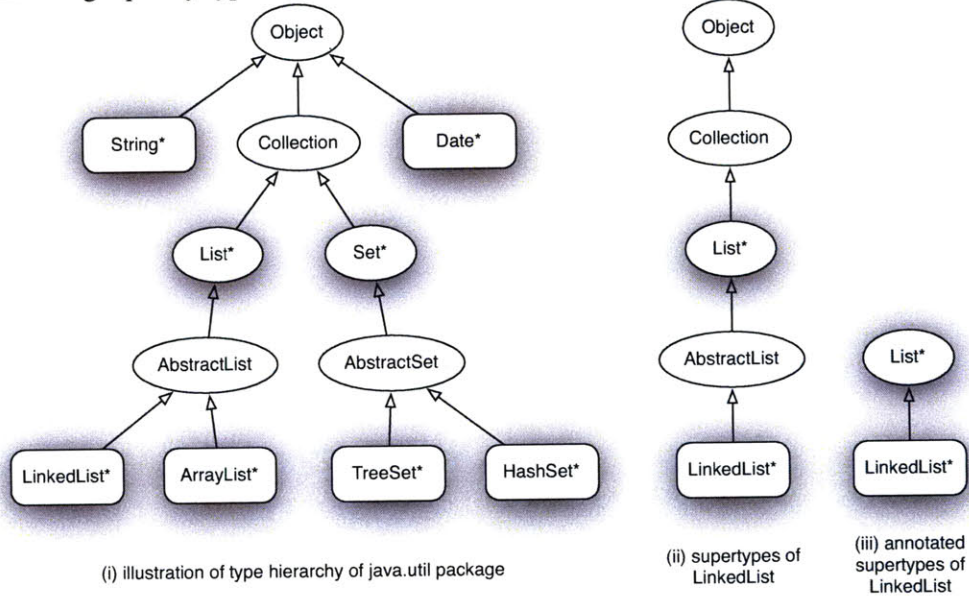 Object
String*
Collection
Date*
List*
Set*
AbstractList
AbstractSet
LinkedList*
ArrayList*
TreeSet*
HashSet*
(i) illustration of type hierarchy of java.util package
Object
Collection
List*
AbstractList
LinkedList*
(ii) supertypes of
LinkedList
List*
LinkedList*
(iii) annotated
supertypes of
LinkedList